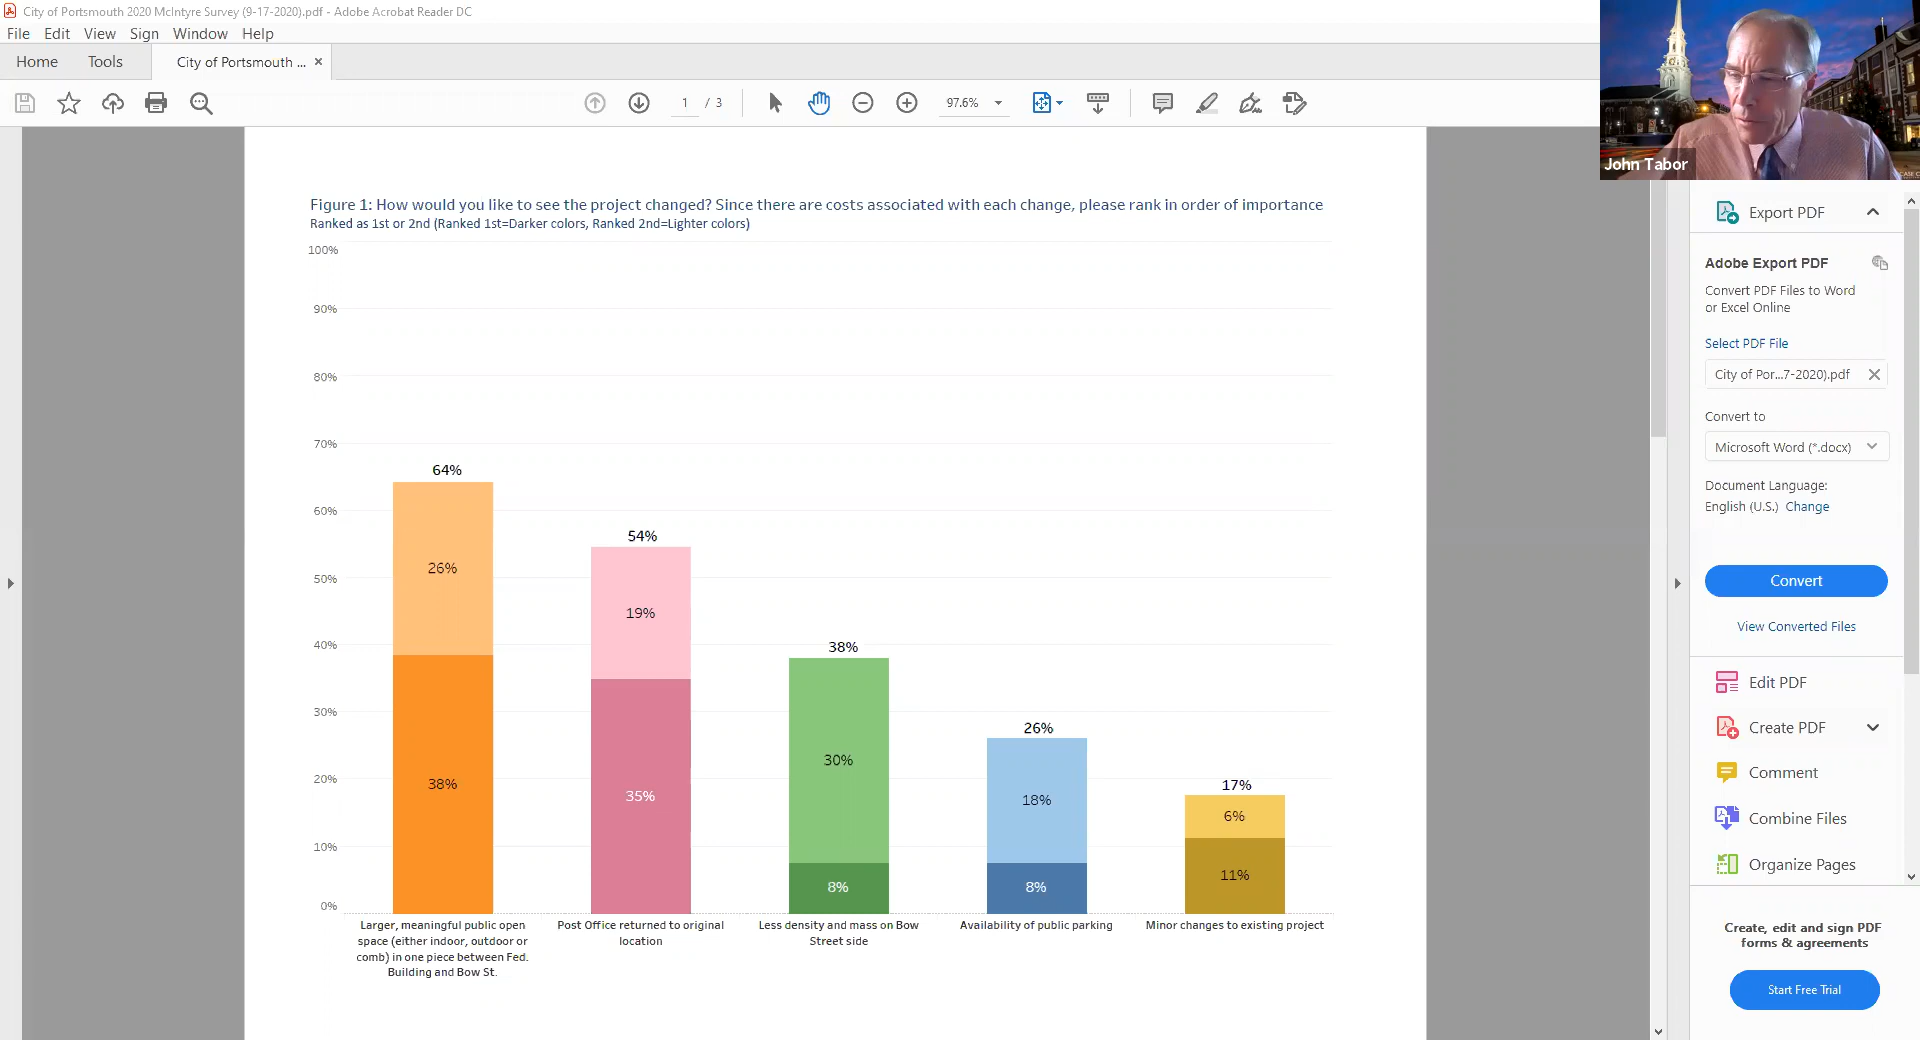 City of Portsmouth 2020 McIntyre Survey (9-17-2020).pdf - Adobe Acrobat Reader DC
File Edit View Sign Window Help
Home Tools City of Portsmouth ... ×
1 / 3 97.6%
John Tabor
Figure 1: How would you like to see the project changed? Since there are costs associated with each change, please rank in order of importance
Ranked as 1st or 2nd (Ranked 1st=Darker colors, Ranked 2nd=Lighter colors)
100%
90%
80%
70%
60%
50%
40%
30%
20%
10%
0%
64%
26%
38%
54%
19%
35%
38%
30%
8%
26%
18%
8%
17%
6%
11%
Larger, meaningful public open
space (either indoor, outdoor or
comb) in one piece between Fed.
Building and Bow St.
Post Office returned to original
location
Less density and mass on Bow
Street side
Availability of public parking
Minor changes to existing project
Export PDF
Adobe Export PDF
Convert PDF Files to Word
or Excel Online
Select PDF File
City of Por...7-2020).pdf
Convert to
Microsoft Word (*.docx)
Document Language:
English (U.S.) Change
Convert
View Converted Files
Edit PDF
Create PDF
Comment
Combine Files
Organize Pages
Create, edit and sign PDF
forms & agreements
Start Free Trial